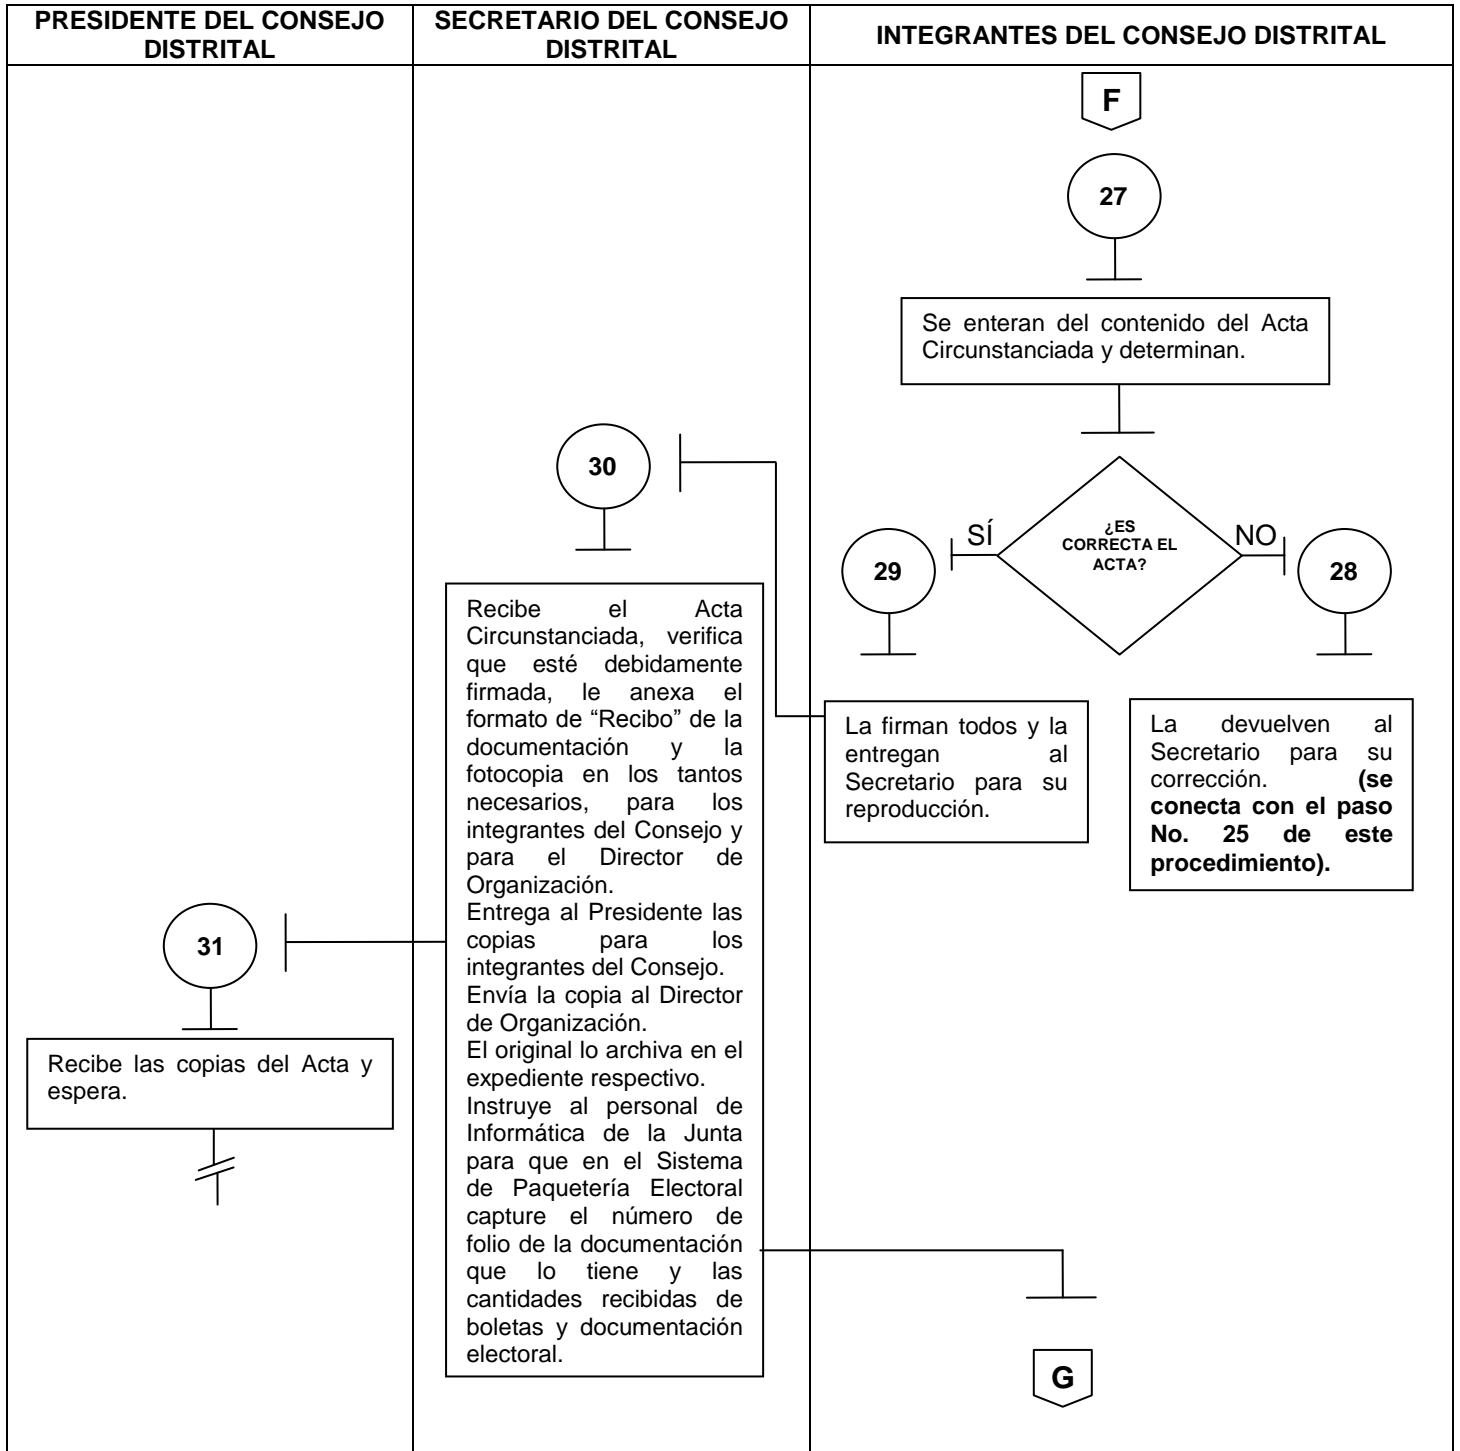 PRESIDENTE DEL CONSEJO
DISTRITAL
SECRETARIO DEL CONSEJO
DISTRITAL
INTEGRANTES DEL CONSEJO DISTRITAL
F
27
Se enteran del contenido del Acta
Circunstanciada y determinan.
¿ES
CORRECTA EL
ACTA?
SÍ
NO
29
28
La firman todos y la
entregan al
Secretario para su
reproducción.
La devuelven al
Secretario para su
corrección. (se
conecta con el paso
No. 25 de este
procedimiento).
30
Recibe el Acta
Circunstanciada, verifica
que esté debidamente
firmada, le anexa el
formato de “Recibo” de la
documentación y la
fotocopia en los tantos
necesarios, para los
integrantes del Consejo y
para el Director de
Organización.
Entrega al Presidente las
copias para los
integrantes del Consejo.
Envía la copia al Director
de Organización.
El original lo archiva en el
expediente respectivo.
Instruye al personal de
Informática de la Junta
para que en el Sistema
de Paquetería Electoral
capture el número de
folio de la documentación
que lo tiene y las
cantidades recibidas de
boletas y documentación
electoral.
31
Recibe las copias del Acta y
espera.
G